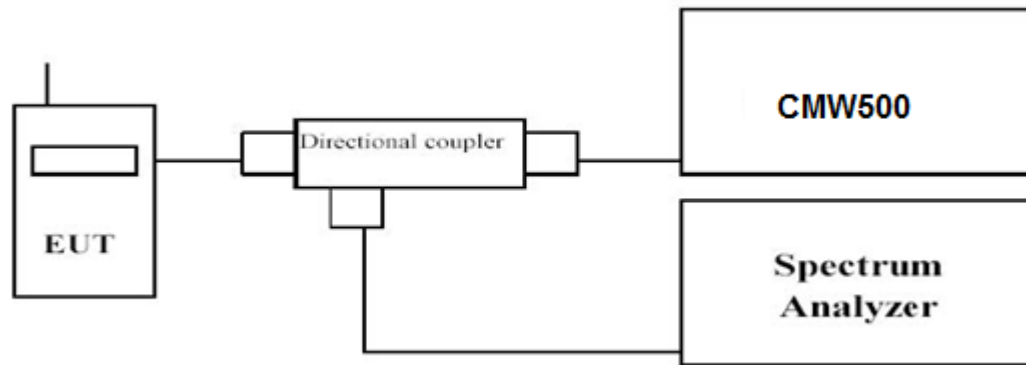 CMW500
Directional coupler
EUT
Spectrum
Analyzer